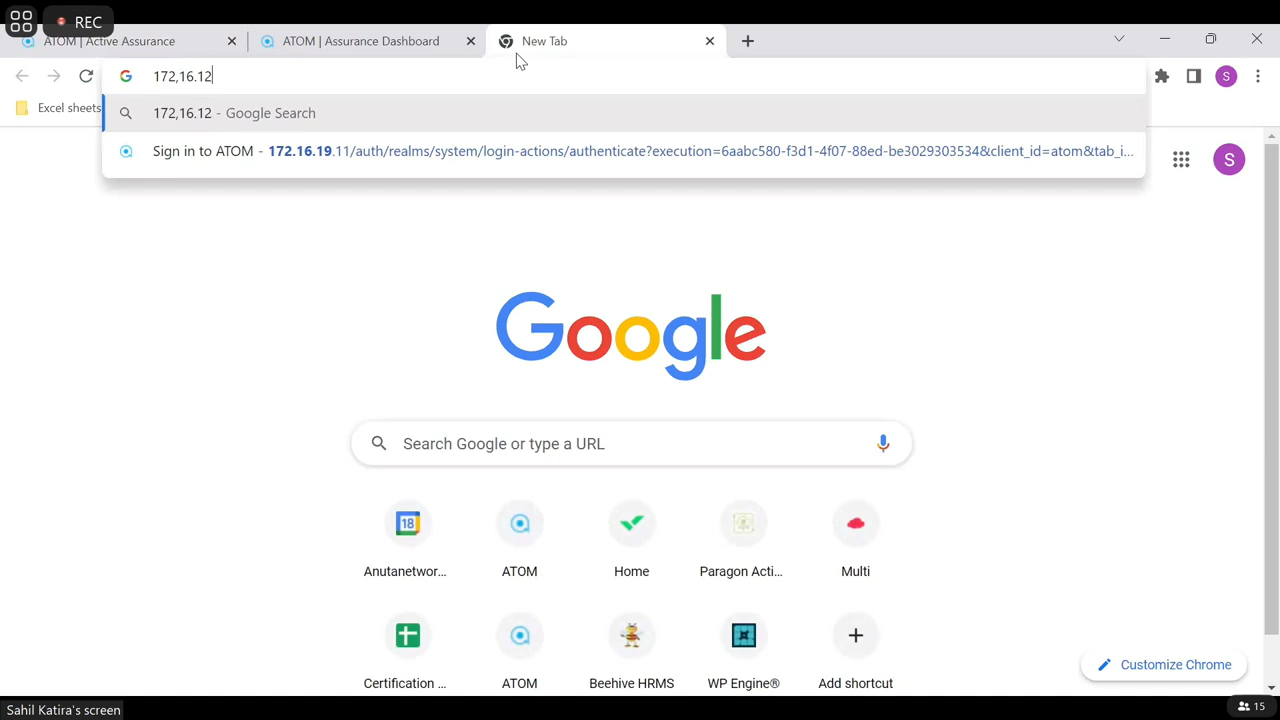 REC
ATOM | Active Assurance
ATOM | Assurance Dashboard
New Tab
172,16.12
S
Excel sheets
172,16.12 - Google Search
Sign in to ATOM - 172.16.19.11/auth/realms/system/login-actions/authenticate?execution=6aabc580-f3d1-4f07-88ed-be3029303534&client_id=atom&tab_i...
S
Google
Search Google or type a URL
18
Anutanetwor...
ATOM
Home
Paragon Acti...
Multi
Certification ...
ATOM
Beehive HRMS
WP Engine®
Add shortcut
Customize Chrome
Sahil Katira's screen
15